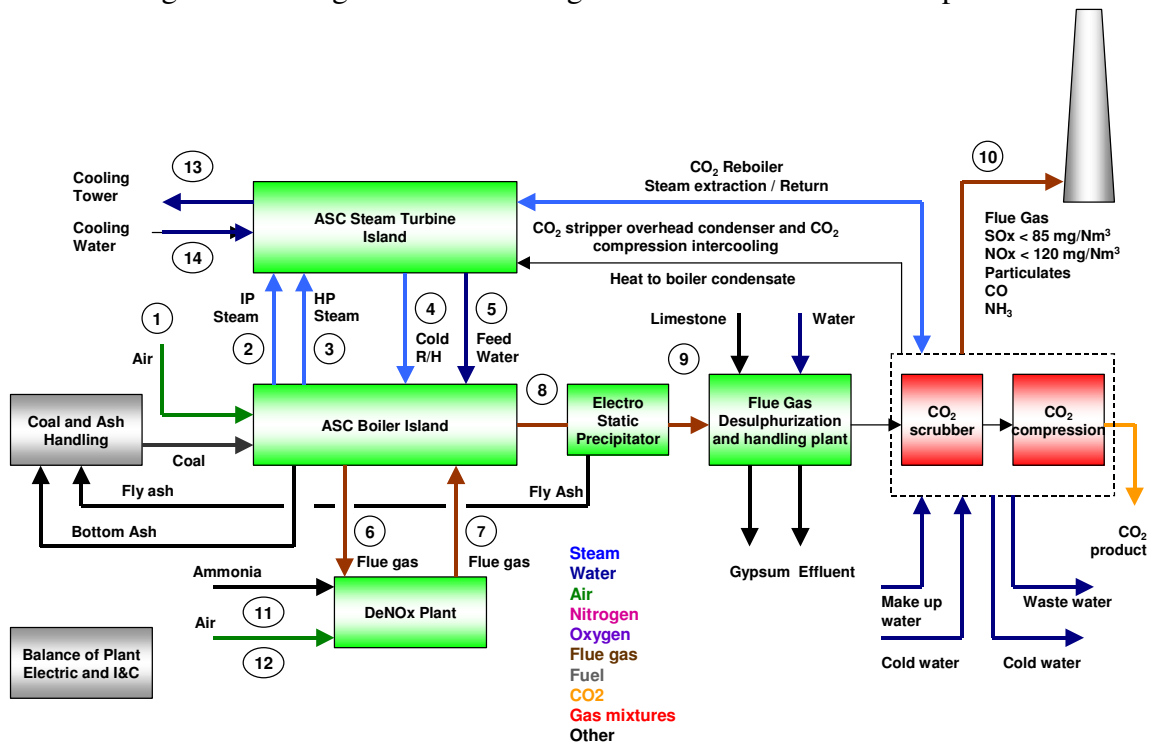 13
Cooling
Tower
Cooling
Water
14
ASC Steam Turbine
Island
CO2 Reboiler
Steam extraction / Return
CO2 stripper overhead condenser and CO2
compression intercooling
Heat to boiler condensate
10
Flue Gas
SOx < 85 mg/Nm3
NOx < 120 mg/Nm3
Particulates
CO
NH3
1
Air
IP
Steam
2
HP
Steam
3
4
Cold
R/H
5
Feed
Water
Limestone
Water
9
8
Coal and Ash
Handling
Coal
ASC Boiler Island
Electro
Static
Precipitator
Flue Gas
Desulphurization
and handling plant
CO2
scrubber
CO2
compression
Fly ash
Fly Ash
Bottom Ash
6
Flue gas
7
Flue gas
CO2
product
Gypsum Effluent
Ammonia
11
Air
12
DeNOx Plant
Make up
water
Waste water
Cold water
Cold water
Balance of Plant
Electric and I&C
Steam
Water
Air
Nitrogen
Oxygen
Flue gas
Fuel
CO2
Gas mixtures
Other